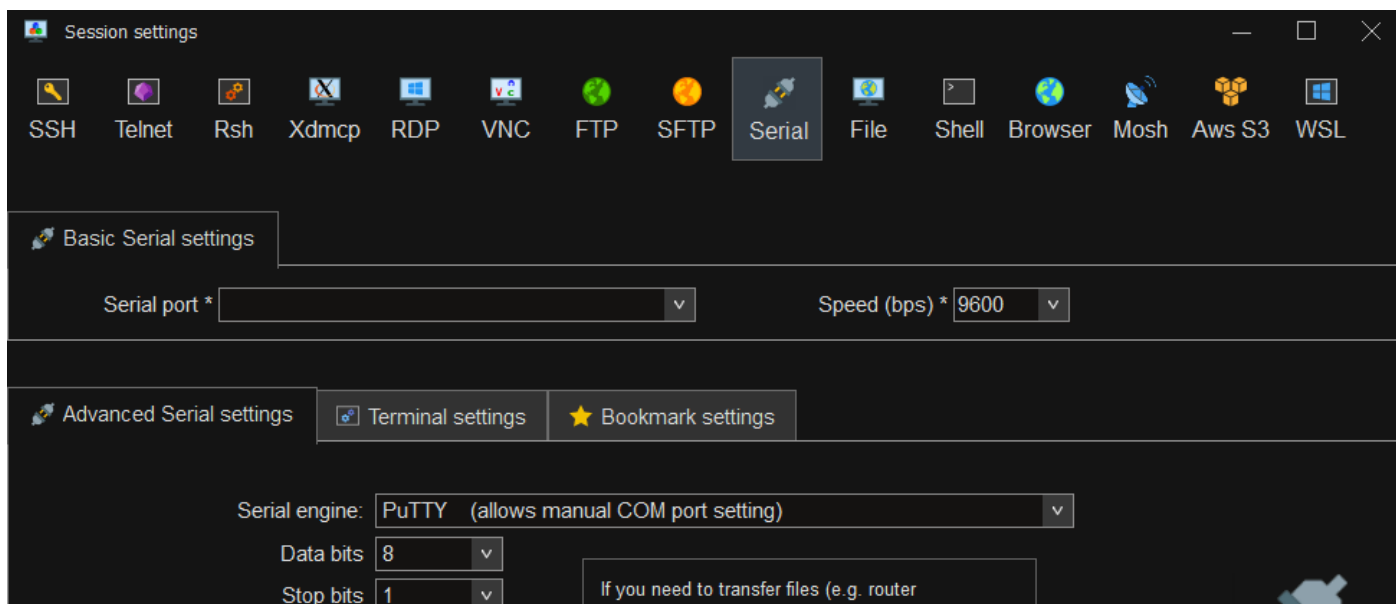 Session settings
SSH Telnet Rsh Xdmcp RDP VNC FTP SFTP Serial File Shell Browser Mosh Aws S3 WSL
Basic Serial settings
Serial port * Speed (bps) * 9600
Advanced Serial settings Terminal settings Bookmark settings
Serial engine: PuTTY (allows manual COM port setting)
Data bits 8
Stop bits 1 If you need to transfer files (e.g. router